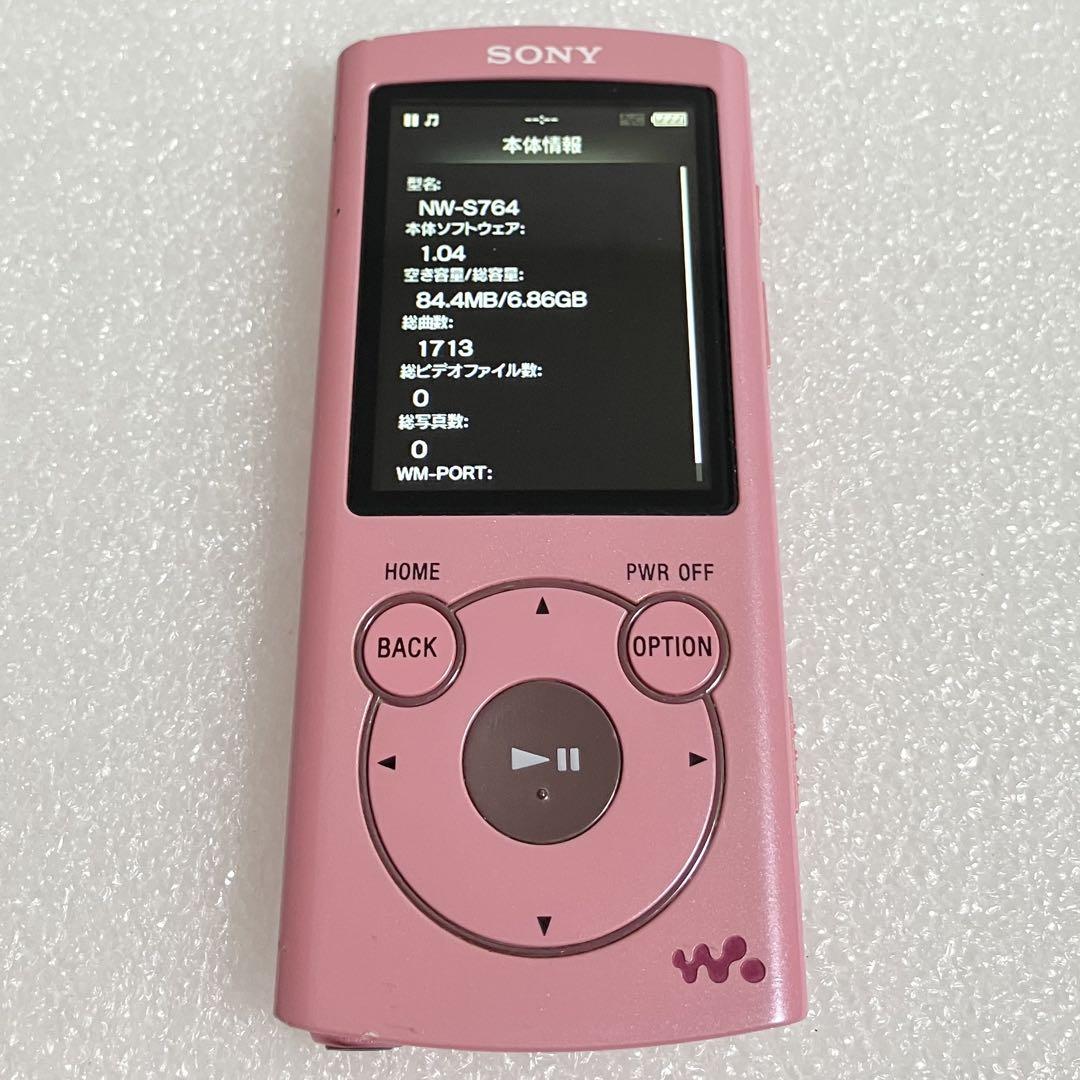 SONY
--:--
本体情報
型名:
NW-S764
本体ソフトウェア:
1.04
空き容量/総容量:
84.4MB/6.86GB
総曲数:
1713
総ビデオファイル数:
0
総写真数:
0
WM-PORT:
HOME
PWR OFF
BACK
OPTION